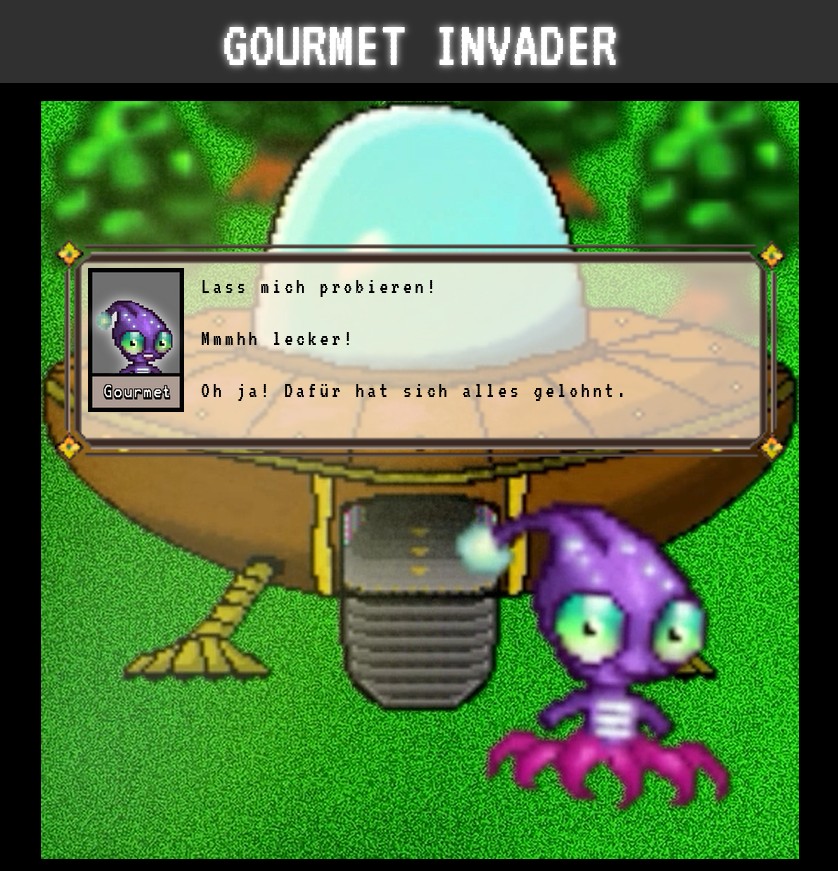 GOURMET INVADER
Lass mich probieren!
Mmmhh lecker!
Gourmet
Oh ja! Dafür hat sich alles gelohnt.